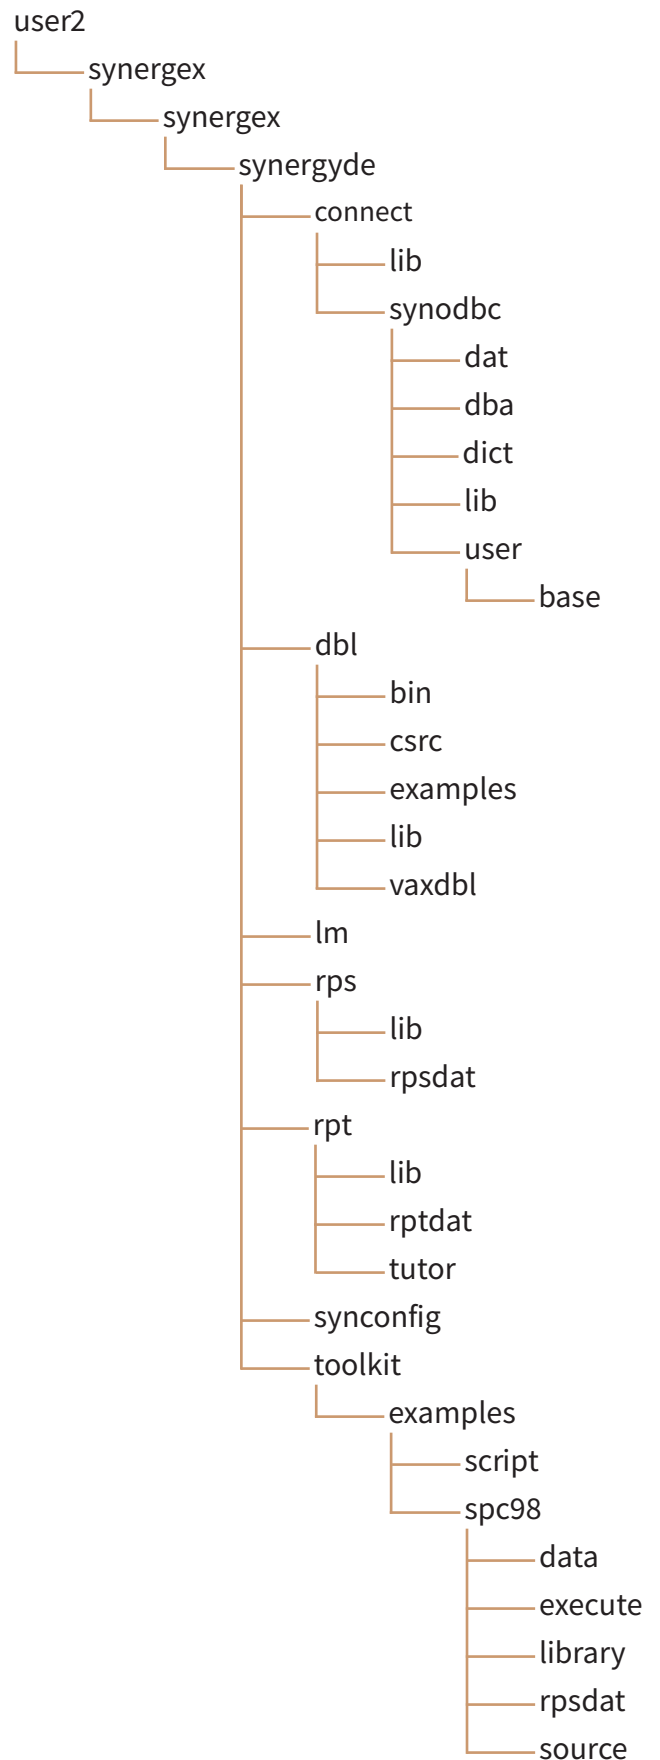 user2
synergex
synergex
synergyde
connect
lib
synodbc
dat
dba
dict
lib
user
base
dbl
bin
csrc
examples
lib
vaxdbl
lm
rps
lib
rpsdat
rpt
lib
rptdat
tutor
synconfig
toolkit
examples
script
spc98
data
execute
library
rpsdat
source